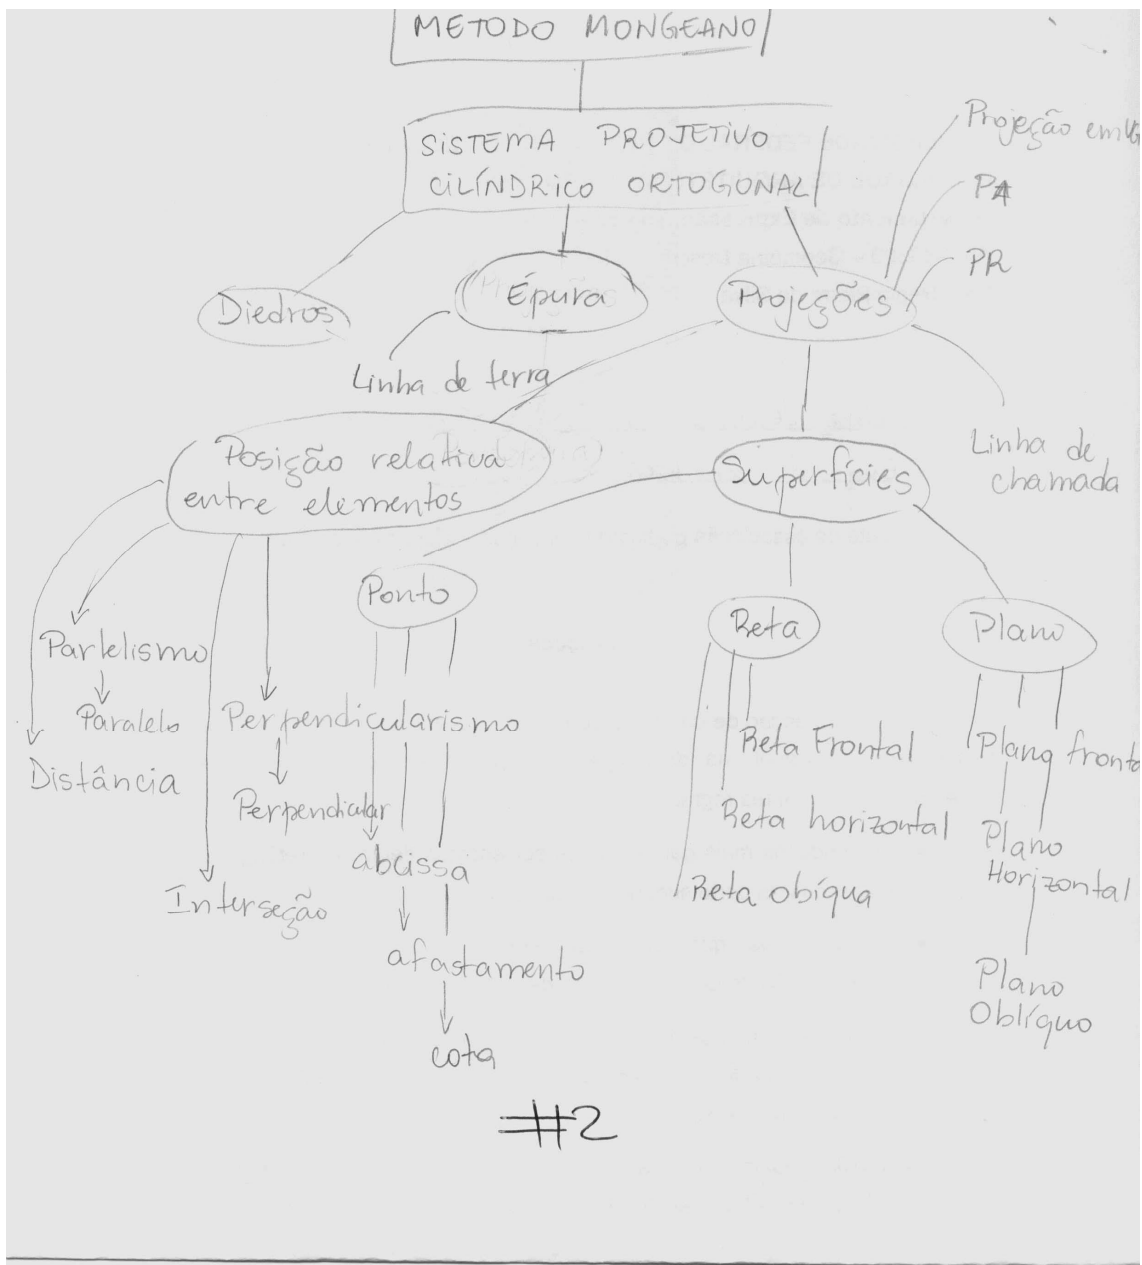 METODO MONGEANO
SISTEMA PROJETIVO
CILÍNDRICO ORTOGONAL
Projeção em
PA
PR
Diedros
Épura
Projeções
Linha de terra
Posição relativa
entre elementos
Superfícies
Linha de
chamada
Ponto
Reta
Plano
Parlelismo
Paralelo
Distância
Perpendicularismo
Perpendicular
Interseção
abcissa
afastamento
cota
Reta Frontal
Reta horizontal
Reta obíqua
Plano fronta
Plano
Horizontal
Plano
Oblíquo
#2